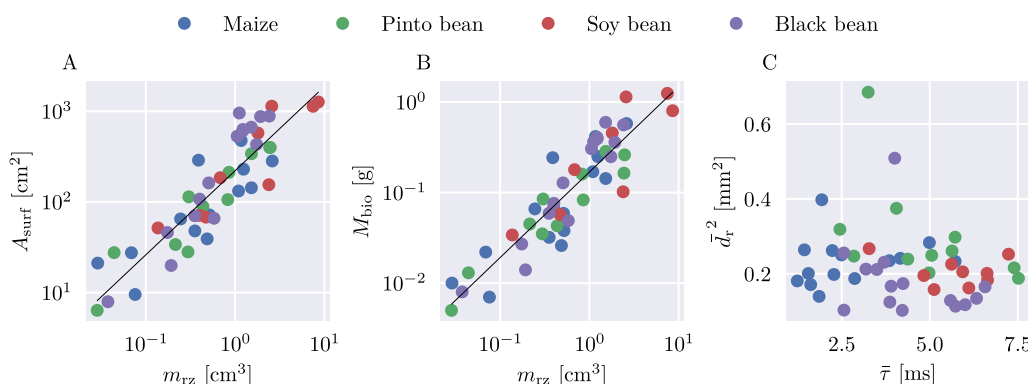 Maize Pinto bean Soy bean Black bean
A
10³
10²
10¹
A_surf [cm²]
10⁻¹ 10⁰ 10¹
m_rz [cm³]
B
10⁰
10⁻¹
10⁻²
M_bio [g]
10⁻¹ 10⁰ 10¹
m_rz [cm³]
C
0.6
0.4
0.2
d̄_r² [mm²]
2.5 5.0 7.5
τ̄ [ms]